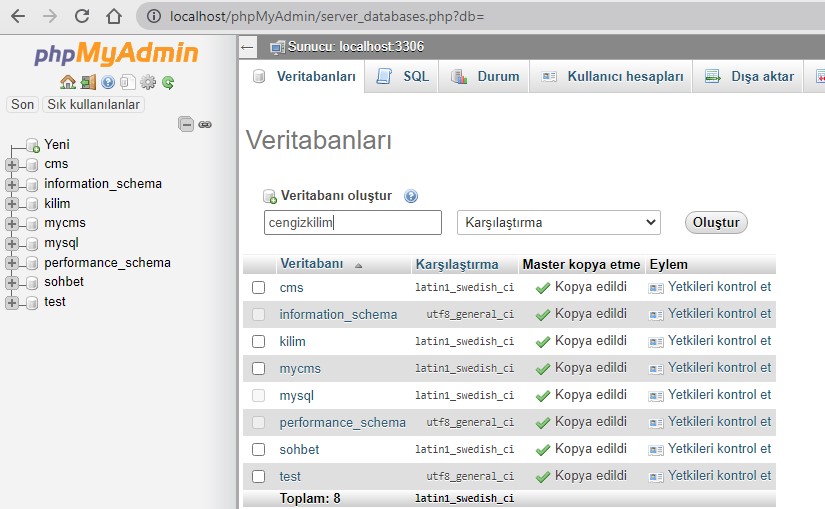 localhost/phpMyAdmin/server_databases.php?db=
phpMyAdmin
Son Sık kullanılanlar
Yeni
cms
information_schema
kilim
mycms
mysql
performance_schema
sohbet
test
Sunucu: localhost:3306
Veritabanları SQL Durum Kullanıcı hesapları Dışa aktar
Veritabanları
Veritabanı oluştur
cengizkilim Karşılaştırma Oluştur
Veritabanı Karşılaştırma Master kopya etme Eylem
cms latin1_swedish_ci Kopya edildi Yetkileri kontrol et
information_schema utf8_general_ci Kopya edildi Yetkileri kontrol et
kilim latin1_swedish_ci Kopya edildi Yetkileri kontrol et
mycms latin1_swedish_ci Kopya edildi Yetkileri kontrol et
mysql latin1_swedish_ci Kopya edildi Yetkileri kontrol et
performance_schema utf8_general_ci Kopya edildi Yetkileri kontrol et
sohbet latin1_swedish_ci Kopya edildi Yetkileri kontrol et
test utf8_general_ci Kopya edildi Yetkileri kontrol et
Toplam: 8 latin1_swedish_ci